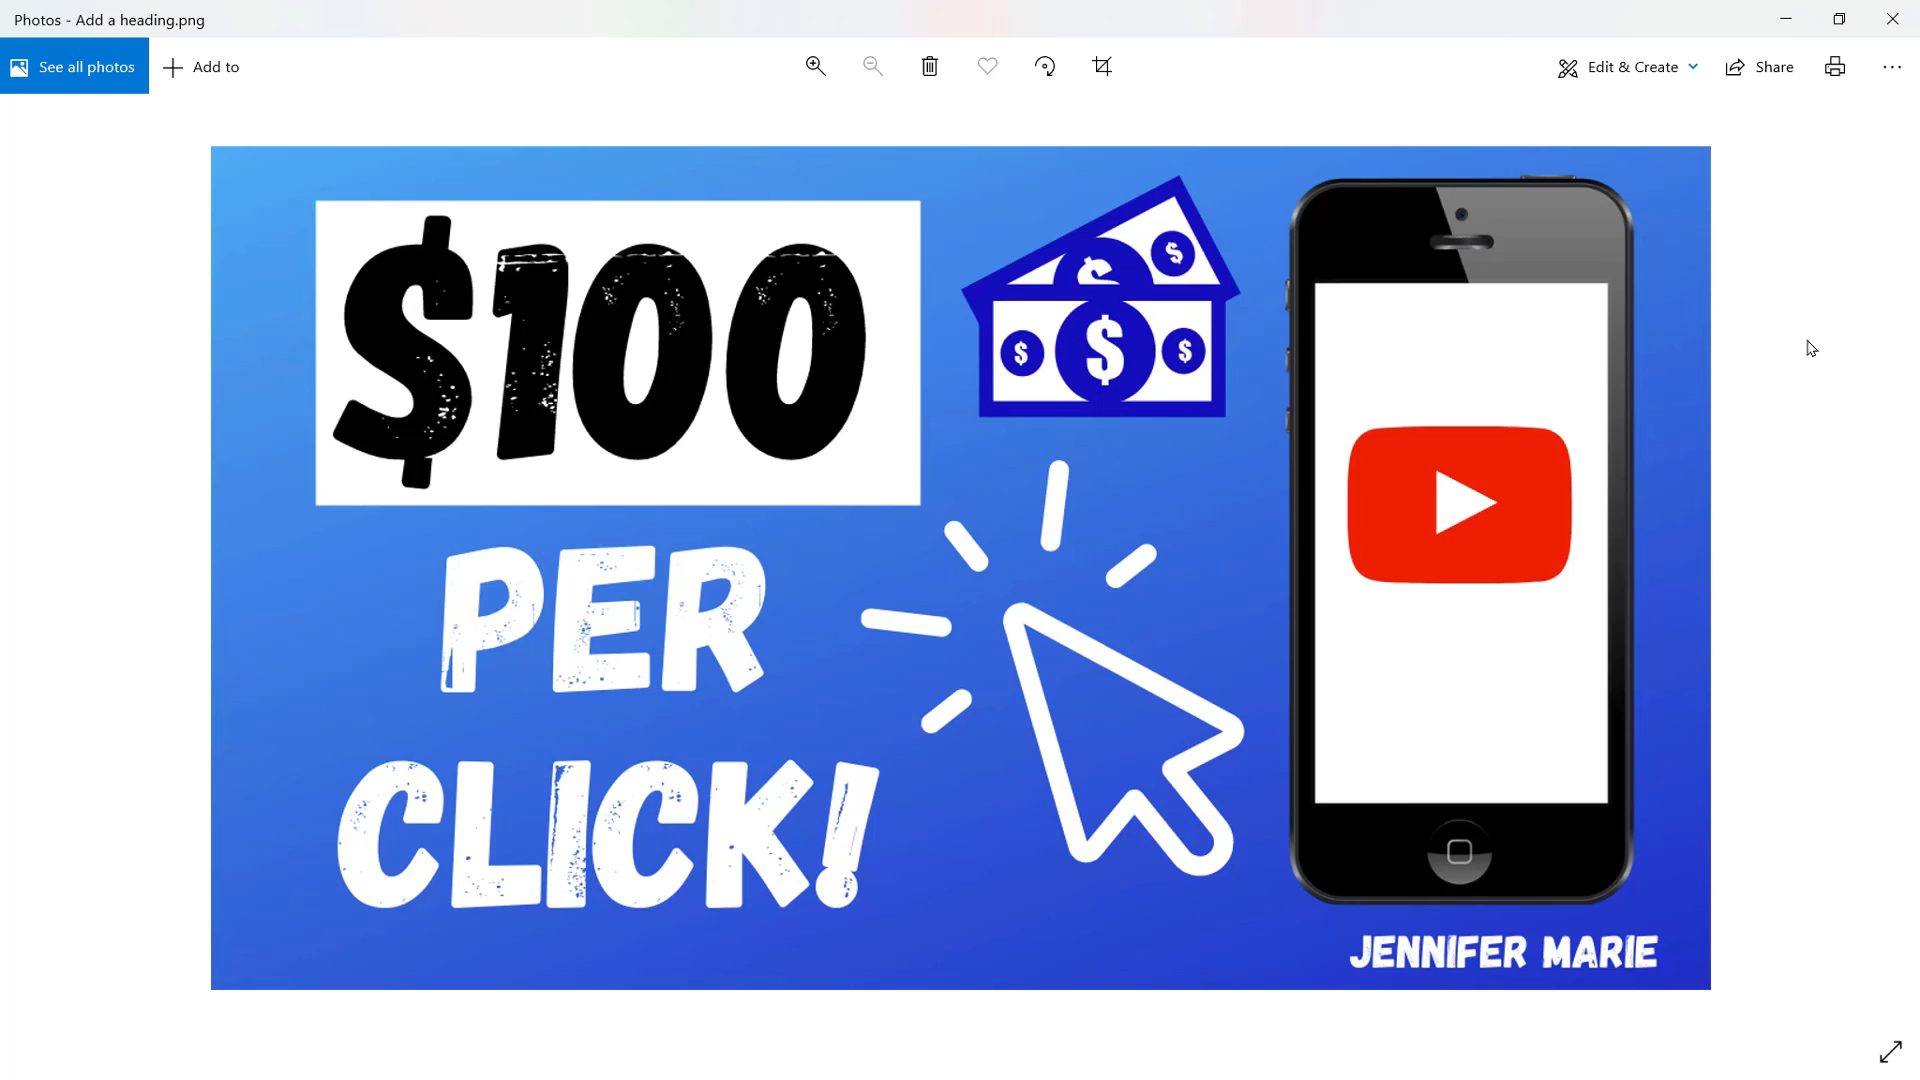 Photos - Add a heading.png
See all photos
Add to
Edit & Create
Share
$100
PER
CLICK!
$
$
$
$
$
JENNIFER MARIE